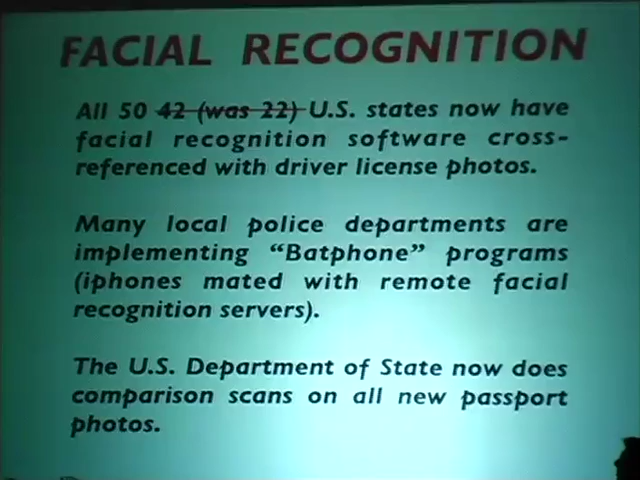 FACIAL RECOGNITION
All 50 42 (was 22) U.S. states now have
facial recognition software cross-
referenced with driver license photos.
Many local police departments are
implementing “Batphone” programs
(iphones mated with remote facial
recognition servers).
The U.S. Department of State now does
comparison scans on all new passport
photos.